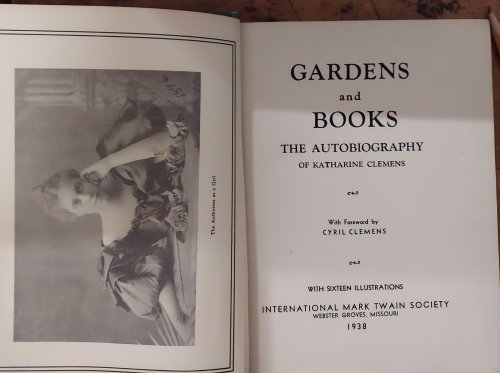 The Authoress as a Girl
GARDENS
and
BOOKS
THE AUTOBIOGRAPHY
OF KATHARINE CLEMENS
With Foreword by
CYRIL CLEMENS
WITH SIXTEEN ILLUSTRATIONS
INTERNATIONAL MARK TWAIN SOCIETY
WEBSTER GROVES, MISSOURI
1938